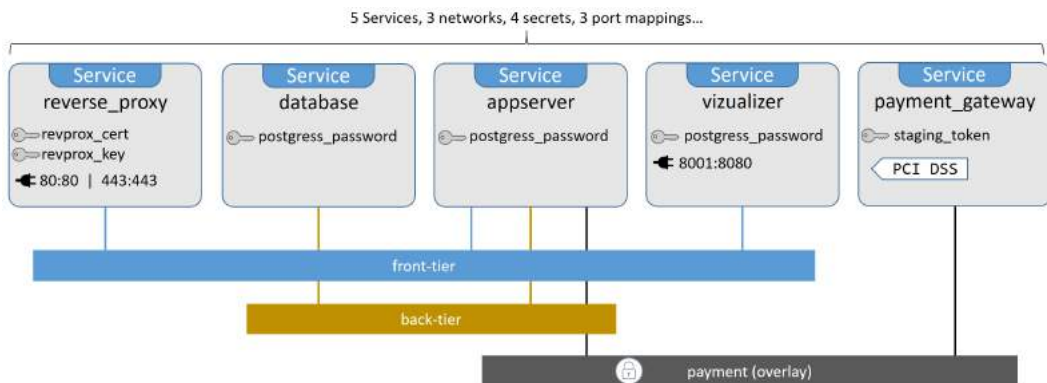 5 Services, 3 networks, 4 secrets, 3 port mappings...
Service
reverse_proxy
revprox_cert
revprox_key
80:80 | 443:443
Service
database
postgress_password
Service
appserver
postgress_password
Service
vizualizer
postgress_password
8001:8080
Service
payment_gateway
staging_token
PCI DSS
front-tier
back-tier
payment (overlay)